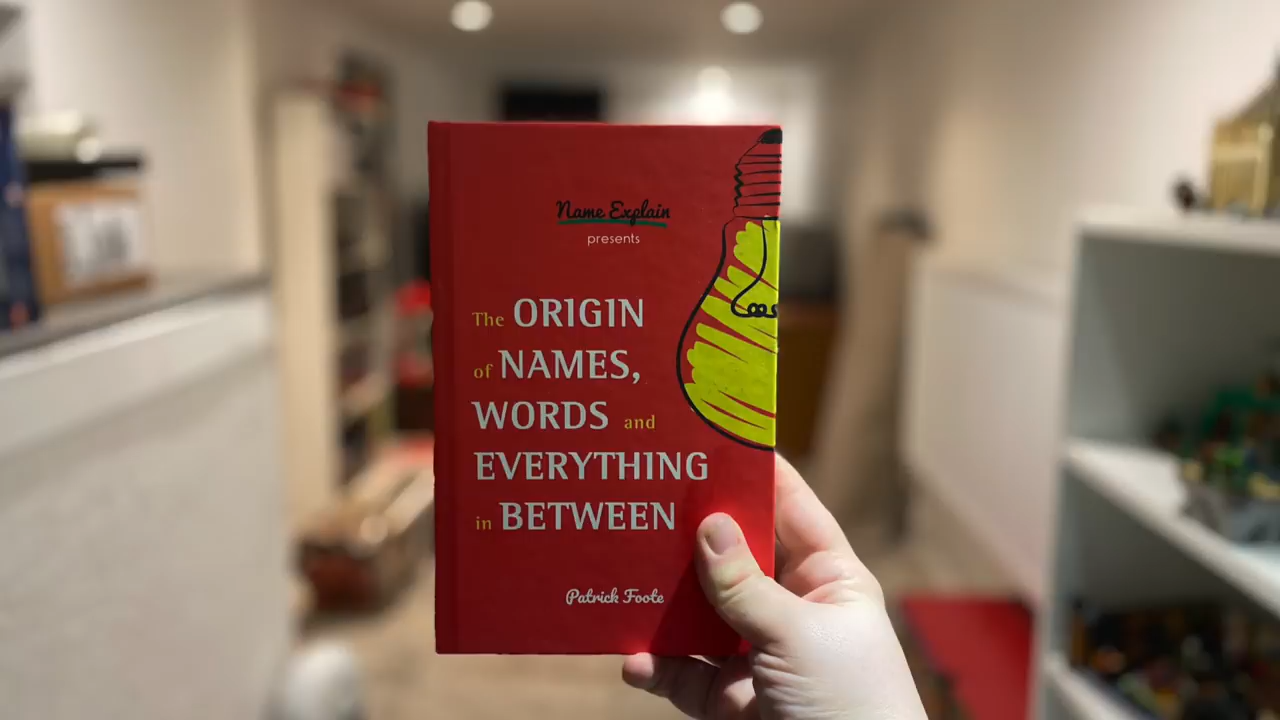 Name Explain
presents
The ORIGIN
of NAMES,
WORDS and
EVERYTHING
in BETWEEN
Patrick Foote